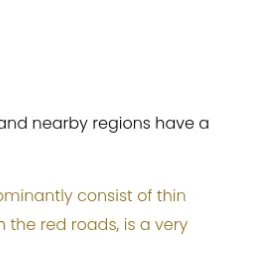 and nearby regions have a
ominantly consist of thin
the red roads, is a very